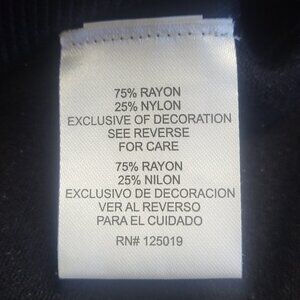 75% RAYON
25% NYLON
EXCLUSIVE OF DECORATION
SEE REVERSE
FOR CARE
75% RAYON
25% NILON
EXCLUSIVO DE DECORACION
VER AL REVERSO
PARA EL CUIDADO
RN# 125019